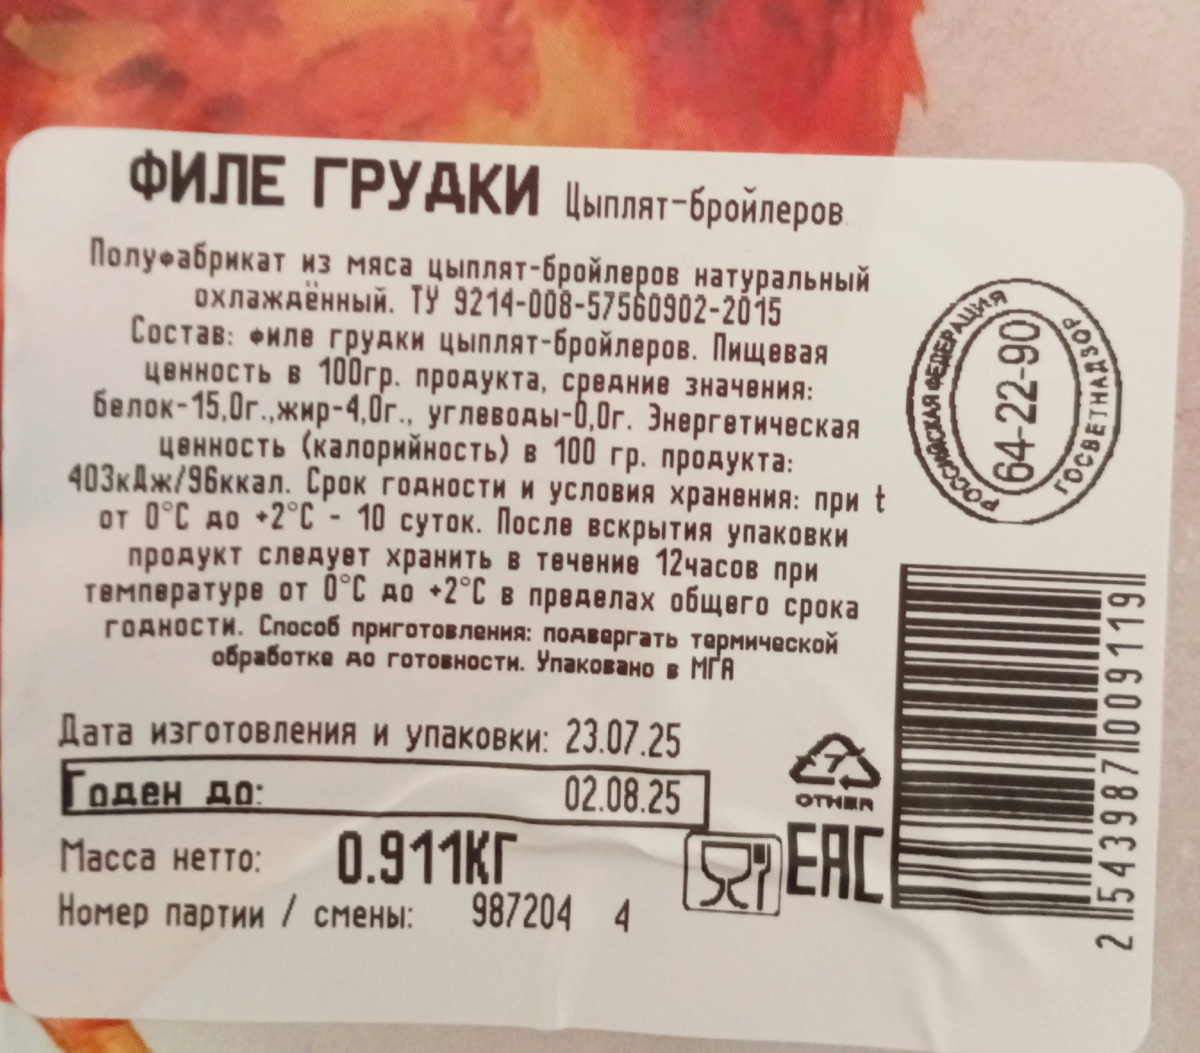 ФИЛЕ ГРУДКИ Цыплят-бройлеров
Полуфабрикат из мяса цыплят-бройлеров натуральный
охлаждённый. ТУ 9214-008-57560902-2015
Состав: филе грудки цыплят-бройлеров. Пищевая
ценность в 100гр. продукта, средние значения:
белок-15,0г.,жир-4,0г., углеводы-0,0г. Энергетическая
ценность (калорийность) в 100 гр. продукта:
403кДж/96ккал. Срок годности и условия хранения: при t
от 0°С до +2°С - 10 суток. После вскрытия упаковки
продукт следует хранить в течение 12часов при
температуре от 0°С до +2°С в пределах общего срока
годности. Способ приготовления: подвергать термической
обработке до готовности. Упаковано в МГА
Дата изготовления и упаковки: 23.07.25
Годен до: 02.08.25
Масса нетто: 0.911КГ
Номер партии / смены: 987204 4
РОССИЙСКАЯ ФЕДЕРАЦИЯ
64-22-90
ГОСВЕТНАДЗОР
7
OTHER
EAC
2 543987 009119